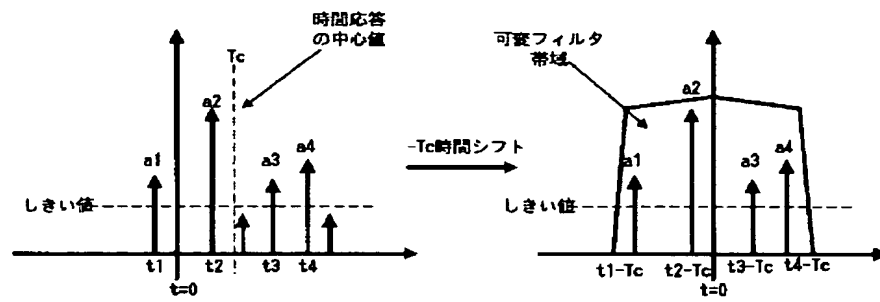 時間応答
の中心値
Tc
a1
a2
a3
a4
しきい値
t1
t2
t3
t4
t=0
-Tc時間シフト
可変フィルタ
帯域
a1
a2
a3
a4
しきい値
t1-Tc
t2-Tc
t3-Tc
t4-Tc
t=0